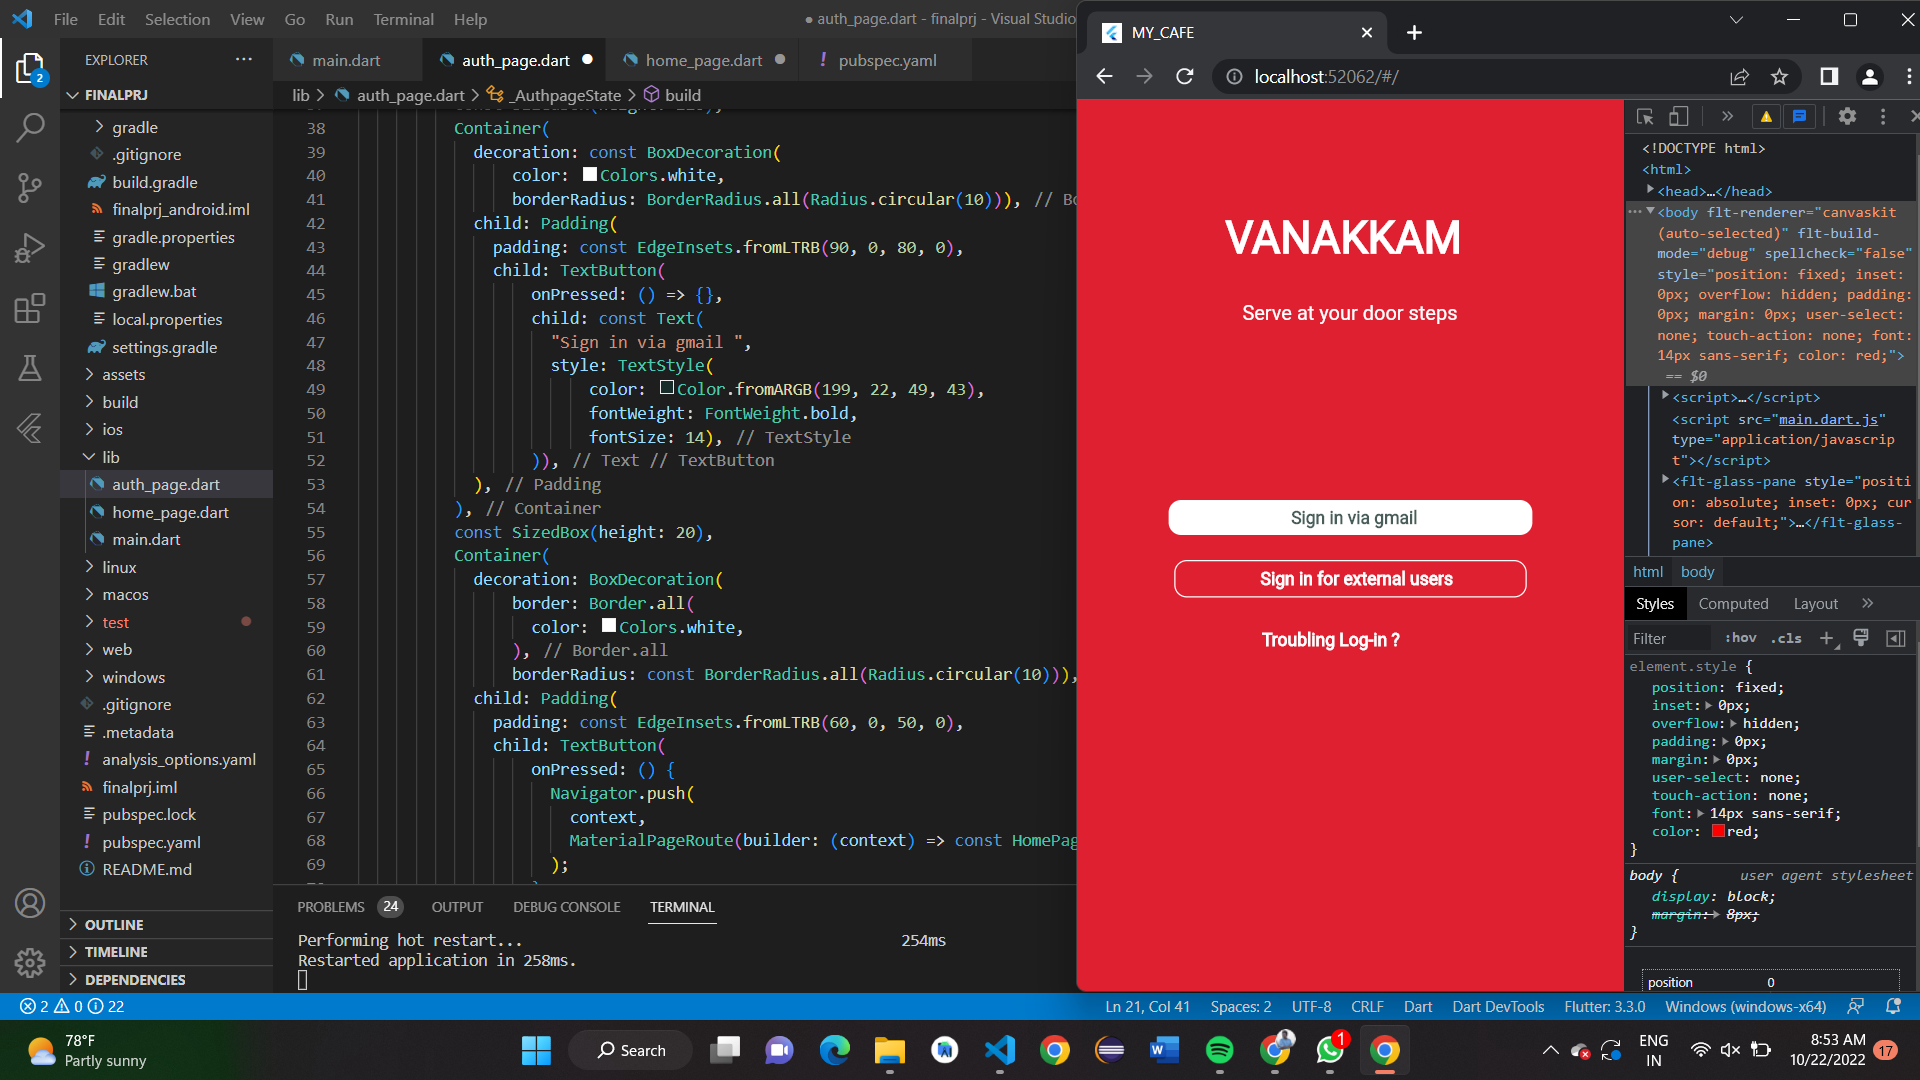 File Edit Selection View Go Run Terminal Help
● auth_page.dart - finalprj - Visual Studio
EXPLORER
main.dart
auth_page.dart
home_page.dart
! pubspec.yaml
FINALPRJ
lib > auth_page.dart > _AuthpageState > build
gradle
.gitignore
build.gradle
finalprj_android.iml
gradle.properties
gradlew
gradlew.bat
local.properties
settings.gradle
assets
build
ios
lib
auth_page.dart
home_page.dart
main.dart
linux
macos
test
web
windows
.gitignore
.metadata
! analysis_options.yaml
finalprj.iml
pubspec.lock
! pubspec.yaml
README.md
OUTLINE
TIMELINE
DEPENDENCIES
2
38 Container(
39 decoration: const BoxDecoration(
40 color: Colors.white,
41 borderRadius: BorderRadius.all(Radius.circular(10))), // Bo
42 child: Padding(
43 padding: const EdgeInsets.fromLTRB(90, 0, 80, 0),
44 child: TextButton(
45 onPressed: () => {},
46 child: const Text(
47 "Sign in via gmail ",
48 style: TextStyle(
49 color: Color.fromARGB(199, 22, 49, 43),
50 fontWeight: FontWeight.bold,
51 fontSize: 14), // TextStyle
52 )), // Text // TextButton
53 ), // Padding
54 ), // Container
55 const SizedBox(height: 20),
56 Container(
57 decoration: BoxDecoration(
58 border: Border.all(
59 color: Colors.white,
60 ), // Border.all
61 borderRadius: const BorderRadius.all(Radius.circular(10))),
62 child: Padding(
63 padding: const EdgeInsets.fromLTRB(60, 0, 50, 0),
64 child: TextButton(
65 onPressed: () {
66 Navigator.push(
67 context,
68 MaterialPageRoute(builder: (context) => const HomePag
69 );
PROBLEMS 24 OUTPUT DEBUG CONSOLE TERMINAL
Performing hot restart... 254ms
Restarted application in 258ms.
2 0 22
Ln 21, Col 41 Spaces: 2 UTF-8 CRLF Dart Dart DevTools Flutter: 3.3.0 Windows (windows-x64)
MY_CAFE
localhost:52062/#/
VANAKKAM
Serve at your door steps
Sign in via gmail
Sign in for external users
Troubling Log-in ?
<!DOCTYPE html>
<html>
<head>…</head>
<body flt-renderer="canvaskit
(auto-selected)" flt-build-
mode="debug" spellcheck="false"
style="position: fixed; inset:
0px; overflow: hidden; padding:
0px; margin: 0px; user-select:
none; touch-action: none; font:
14px sans-serif; color: red;">
== $0
<script>…</script>
<script src="main.dart.js"
type="application/javascrip
t"></script>
<flt-glass-pane style="positi
on: absolute; inset: 0px; cur
sor: default;">…</flt-glass-
pane>
html body
Styles Computed Layout
Filter :hov .cls
element.style {
position: fixed;
inset: 0px;
overflow: hidden;
padding: 0px;
margin: 0px;
user-select: none;
touch-action: none;
font: 14px sans-serif;
color: red;
}
body { user agent stylesheet
display: block;
margin: 8px;
}
position 0
78°F
Partly sunny
Search
1
ENG
IN
8:53 AM
10/22/2022
17